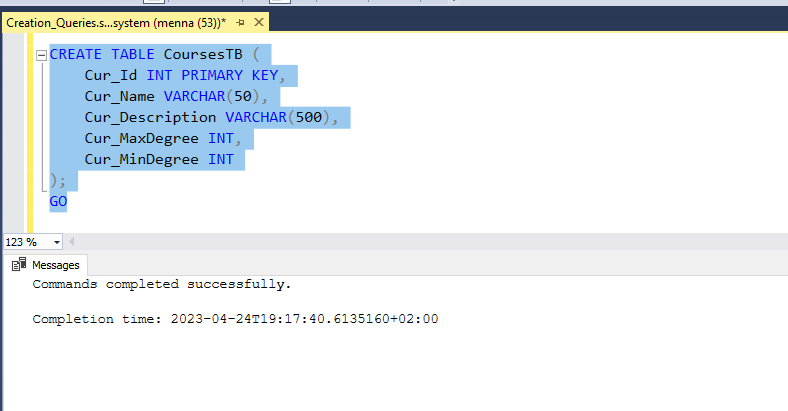 Creation_Queries.s...system (menna (53))*
CREATE TABLE CoursesTB (
Cur_Id INT PRIMARY KEY,
Cur_Name VARCHAR(50),
Cur_Description VARCHAR(500),
Cur_MaxDegree INT,
Cur_MinDegree INT
);
GO
123 %
Messages
Commands completed successfully.
Completion time: 2023-04-24T19:17:40.6135160+02:00